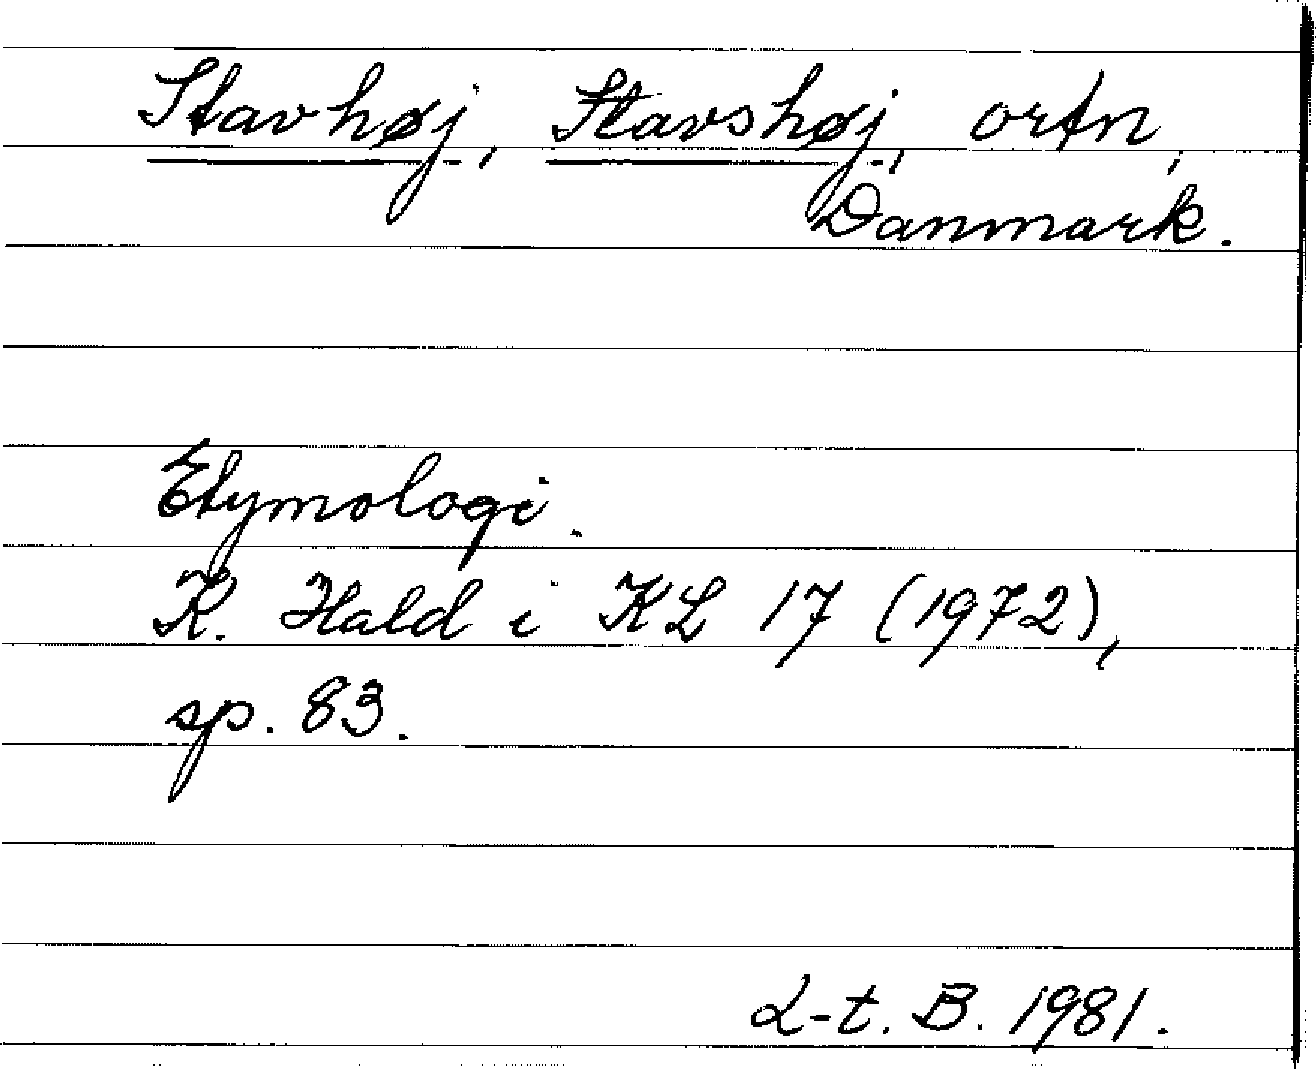 Stavhøj, Stavshøj, ortn,
Danmark.
Etymologi.
K. Hald i KL 17 (1972),
sp. 83.
L-t. B. 1981.